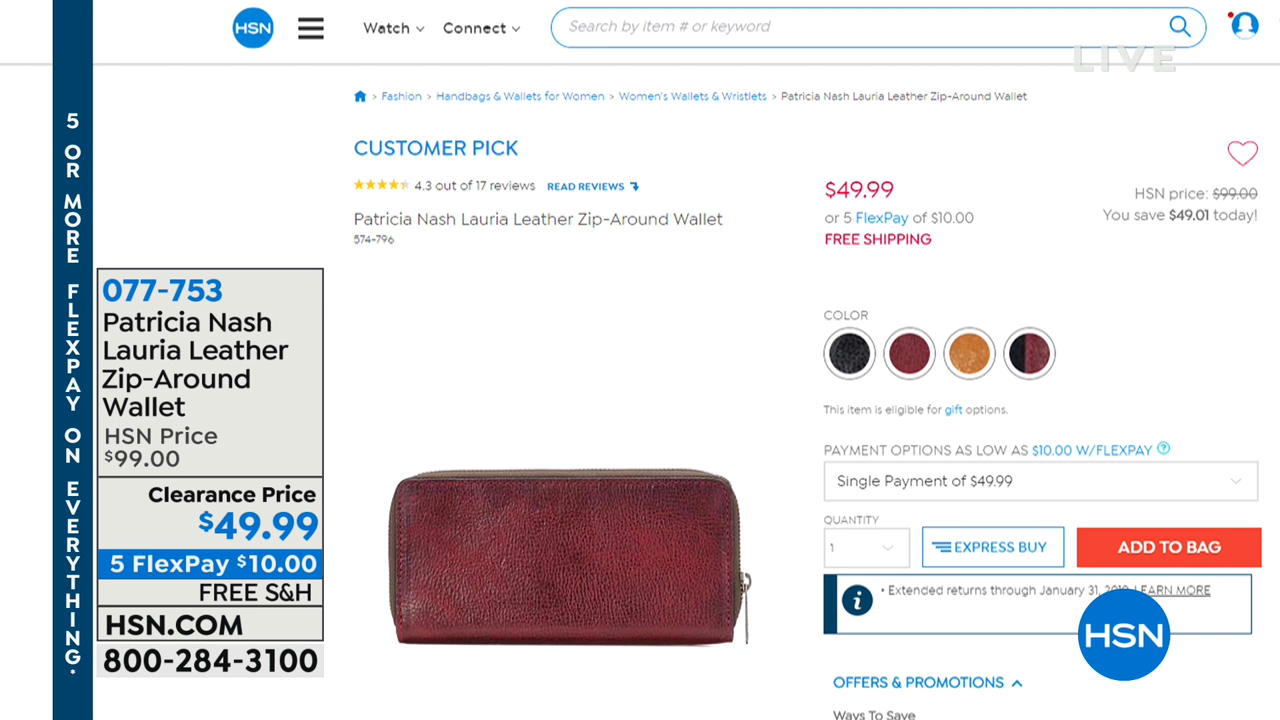 HSN
Watch
Connect
Search by item # or keyword
LIVE
> Fashion > Handbags & Wallets for Women > Women's Wallets & Wristlets > Patricia Nash Lauria Leather Zip-Around Wallet
CUSTOMER PICK
4.3 out of 17 reviews READ REVIEWS
Patricia Nash Lauria Leather Zip-Around Wallet
574-796
$49.99
or 5 FlexPay of $10.00
FREE SHIPPING
HSN price: $99.00
You save $49.01 today!
COLOR
This item is eligible for gift options.
PAYMENT OPTIONS AS LOW AS $10.00 W/FLEXPAY ?
Single Payment of $49.99
QUANTITY
1
EXPRESS BUY
ADD TO BAG
i
• Extended returns through January 31, LEARN MORE
HSN
OFFERS & PROMOTIONS
Ways To Save
5 OR MORE FLEXPAY ON EVERYTHING.
077-753
Patricia Nash
Lauria Leather
Zip-Around
Wallet
HSN Price
$99.00
Clearance Price
$49.99
5 FlexPay $10.00
FREE S&H
HSN.COM
800-284-3100